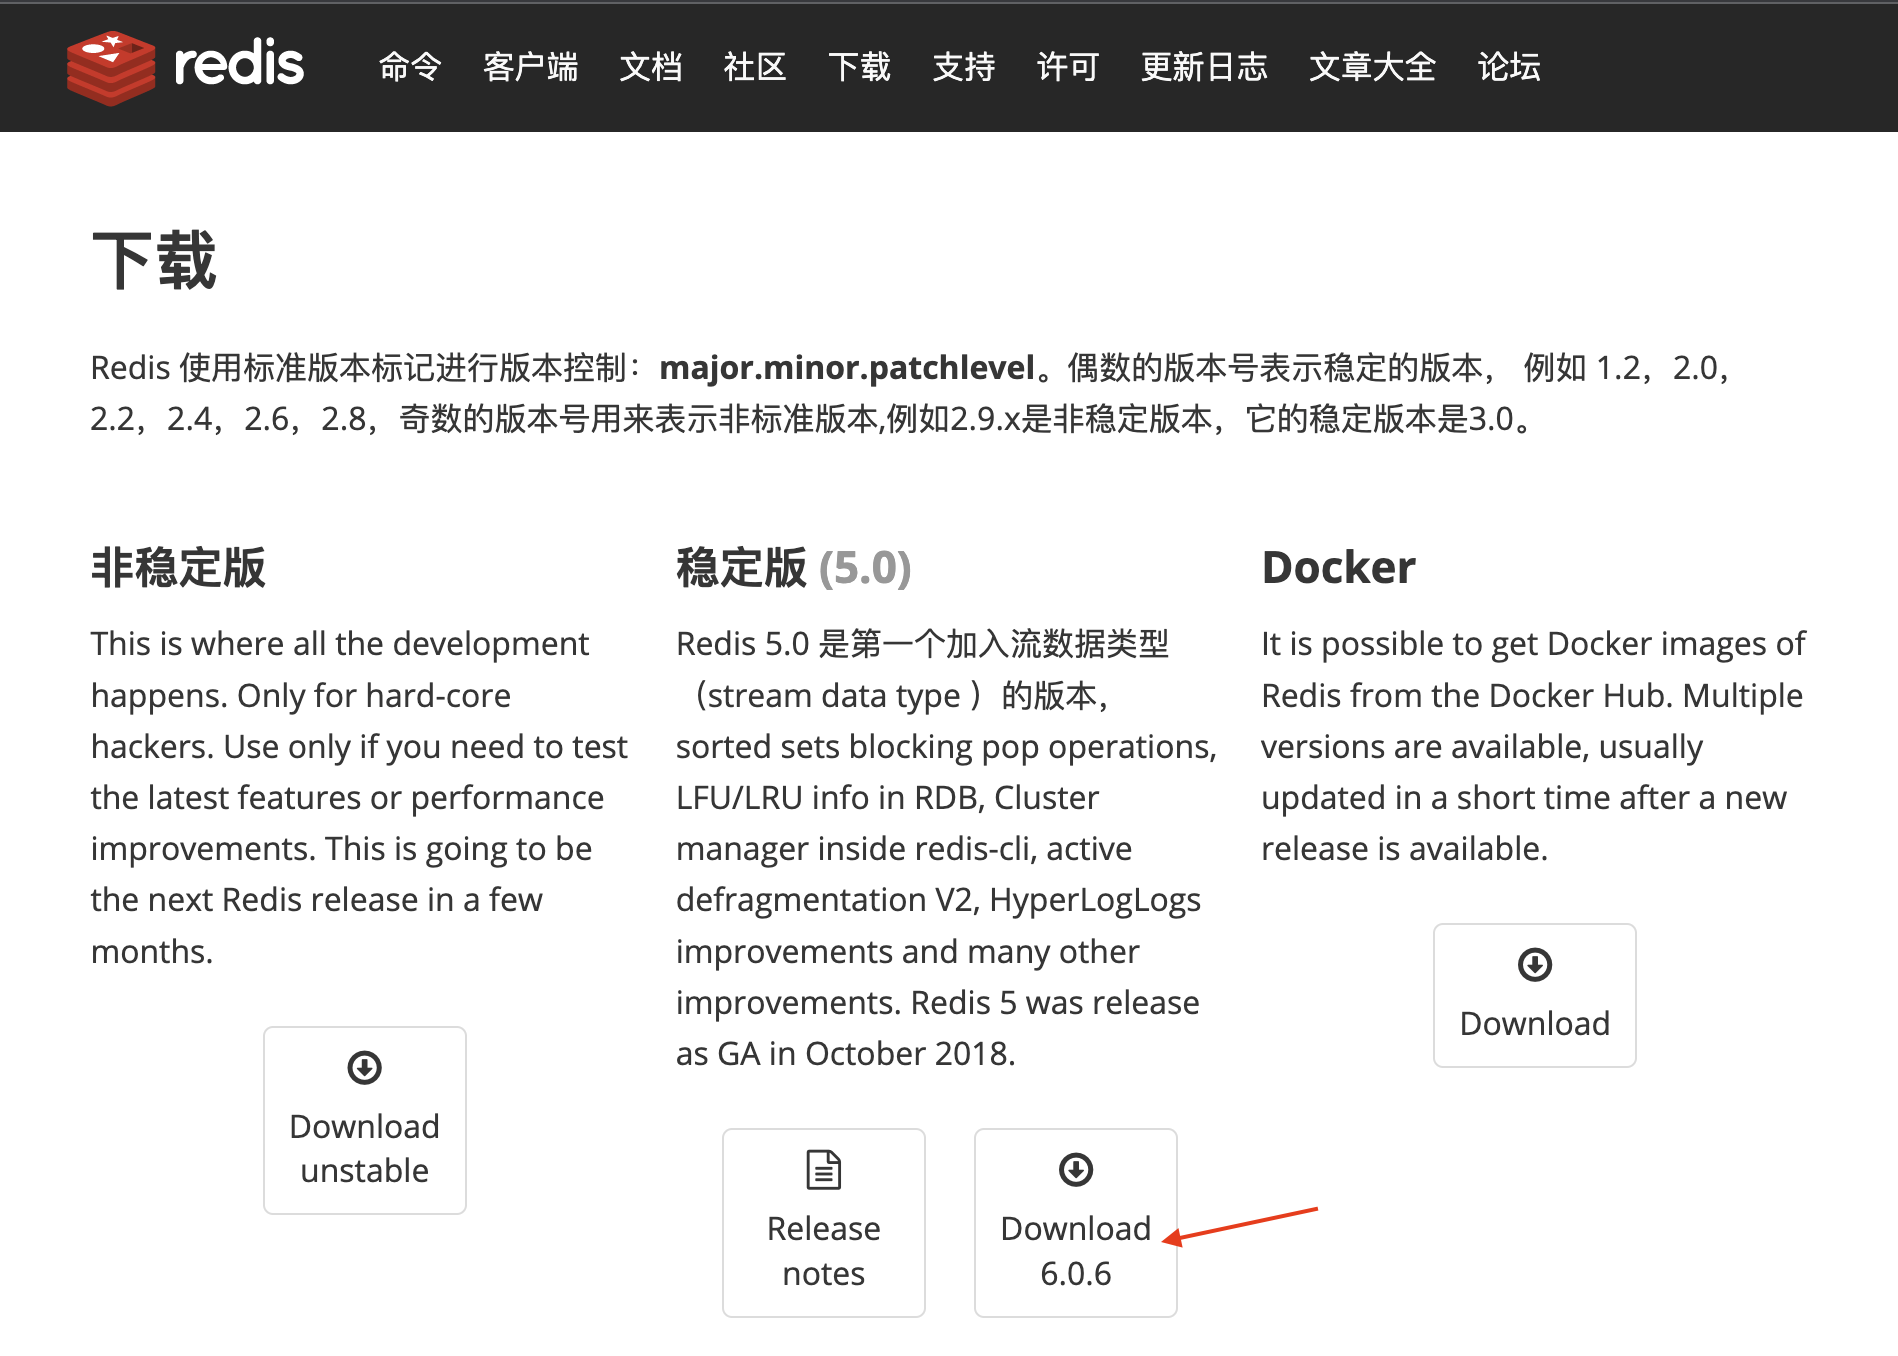 redis 命令 客户端 文档 社区 下载 支持 许可 更新日志 文章大全 论坛
下载
Redis 使用标准版本标记进行版本控制：major.minor.patchlevel。偶数的版本号表示稳定的版本， 例如 1.2，2.0，
2.2，2.4，2.6，2.8，奇数的版本号用来表示非标准版本,例如2.9.x是非稳定版本，它的稳定版本是3.0。
非稳定版
This is where all the development
happens. Only for hard-core
hackers. Use only if you need to test
the latest features or performance
improvements. This is going to be
the next Redis release in a few
months.
Download
unstable
稳定版 (5.0)
Redis 5.0 是第一个加入流数据类型
（stream data type ）的版本，
sorted sets blocking pop operations,
LFU/LRU info in RDB, Cluster
manager inside redis-cli, active
defragmentation V2, HyperLogLogs
improvements and many other
improvements. Redis 5 was release
as GA in October 2018.
Release
notes
Download
6.0.6
Docker
It is possible to get Docker images of
Redis from the Docker Hub. Multiple
versions are available, usually
updated in a short time after a new
release is available.
Download